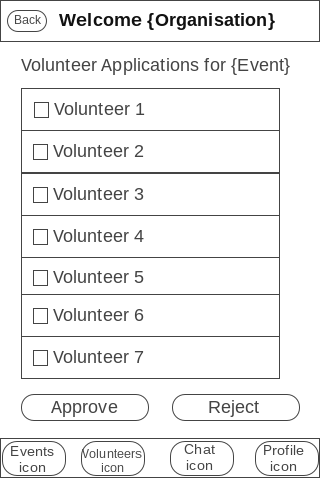 Back Welcome {Organisation}
Volunteer Applications for {Event}
Volunteer 1
Volunteer 2
Volunteer 3
Volunteer 4
Volunteer 5
Volunteer 6
Volunteer 7
Approve Reject
Events Volunteers Chat Profile
icon icon icon icon